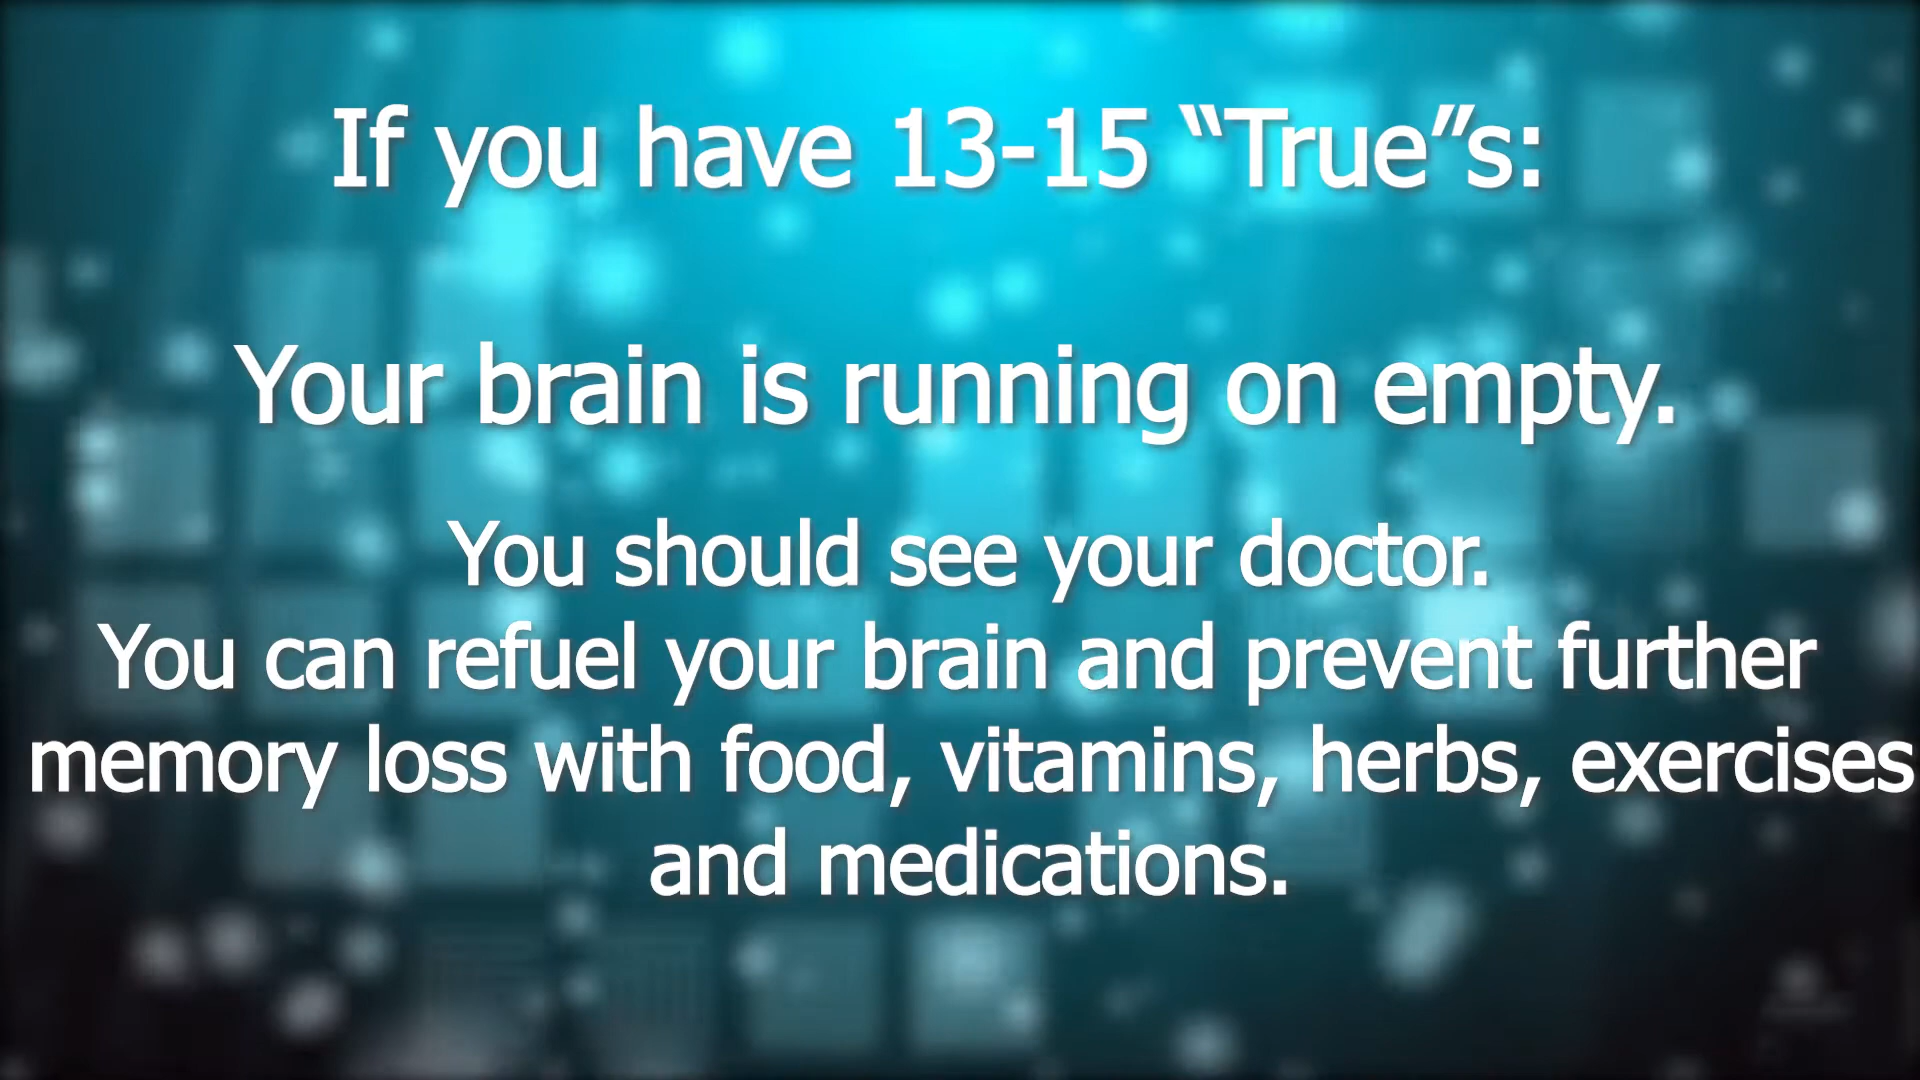 If you have 13-15 “True”s:
Your brain is running on empty.
You should see your doctor.
You can refuel your brain and prevent further
memory loss with food, vitamins, herbs, exercises
and medications.